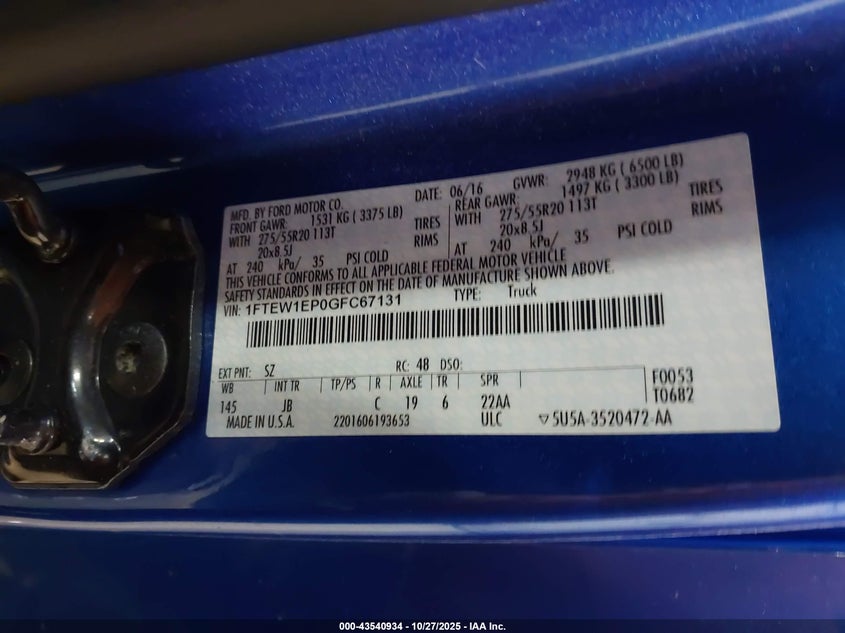 MFD. BY FORD MOTOR CO.
DATE: 06/16 GVWR: 2948 KG ( 6500 LB)
FRONT GAWR: 1531 KG ( 3375 LB)
REAR GAWR: 1497 KG ( 3300 LB)
WITH 275/55R20 113T TIRES
WITH 275/55R20 113T TIRES
20x8.5J RIMS
20x8.5J RIMS
AT 240 kPa/ 35 PSI COLD
AT 240 kPa/ 35 PSI COLD
THIS VEHICLE CONFORMS TO ALL APPLICABLE FEDERAL MOTOR VEHICLE
SAFETY STANDARDS IN EFFECT ON THE DATE OF MANUFACTURE SHOWN ABOVE.
VIN: 1FTEW1EP0GFC67131 TYPE: Truck
EXT PNT: SZ RC: 48 DSO:
WB INT TR TP/PS R AXLE TR SPR
145 JB C 19 6 22AA
F0053
T0682
MADE IN U.S.A. 2201606193653 ULC ▽5U5A-3520472-AA
000-43540934 - 10/27/2025 - IAA Inc.